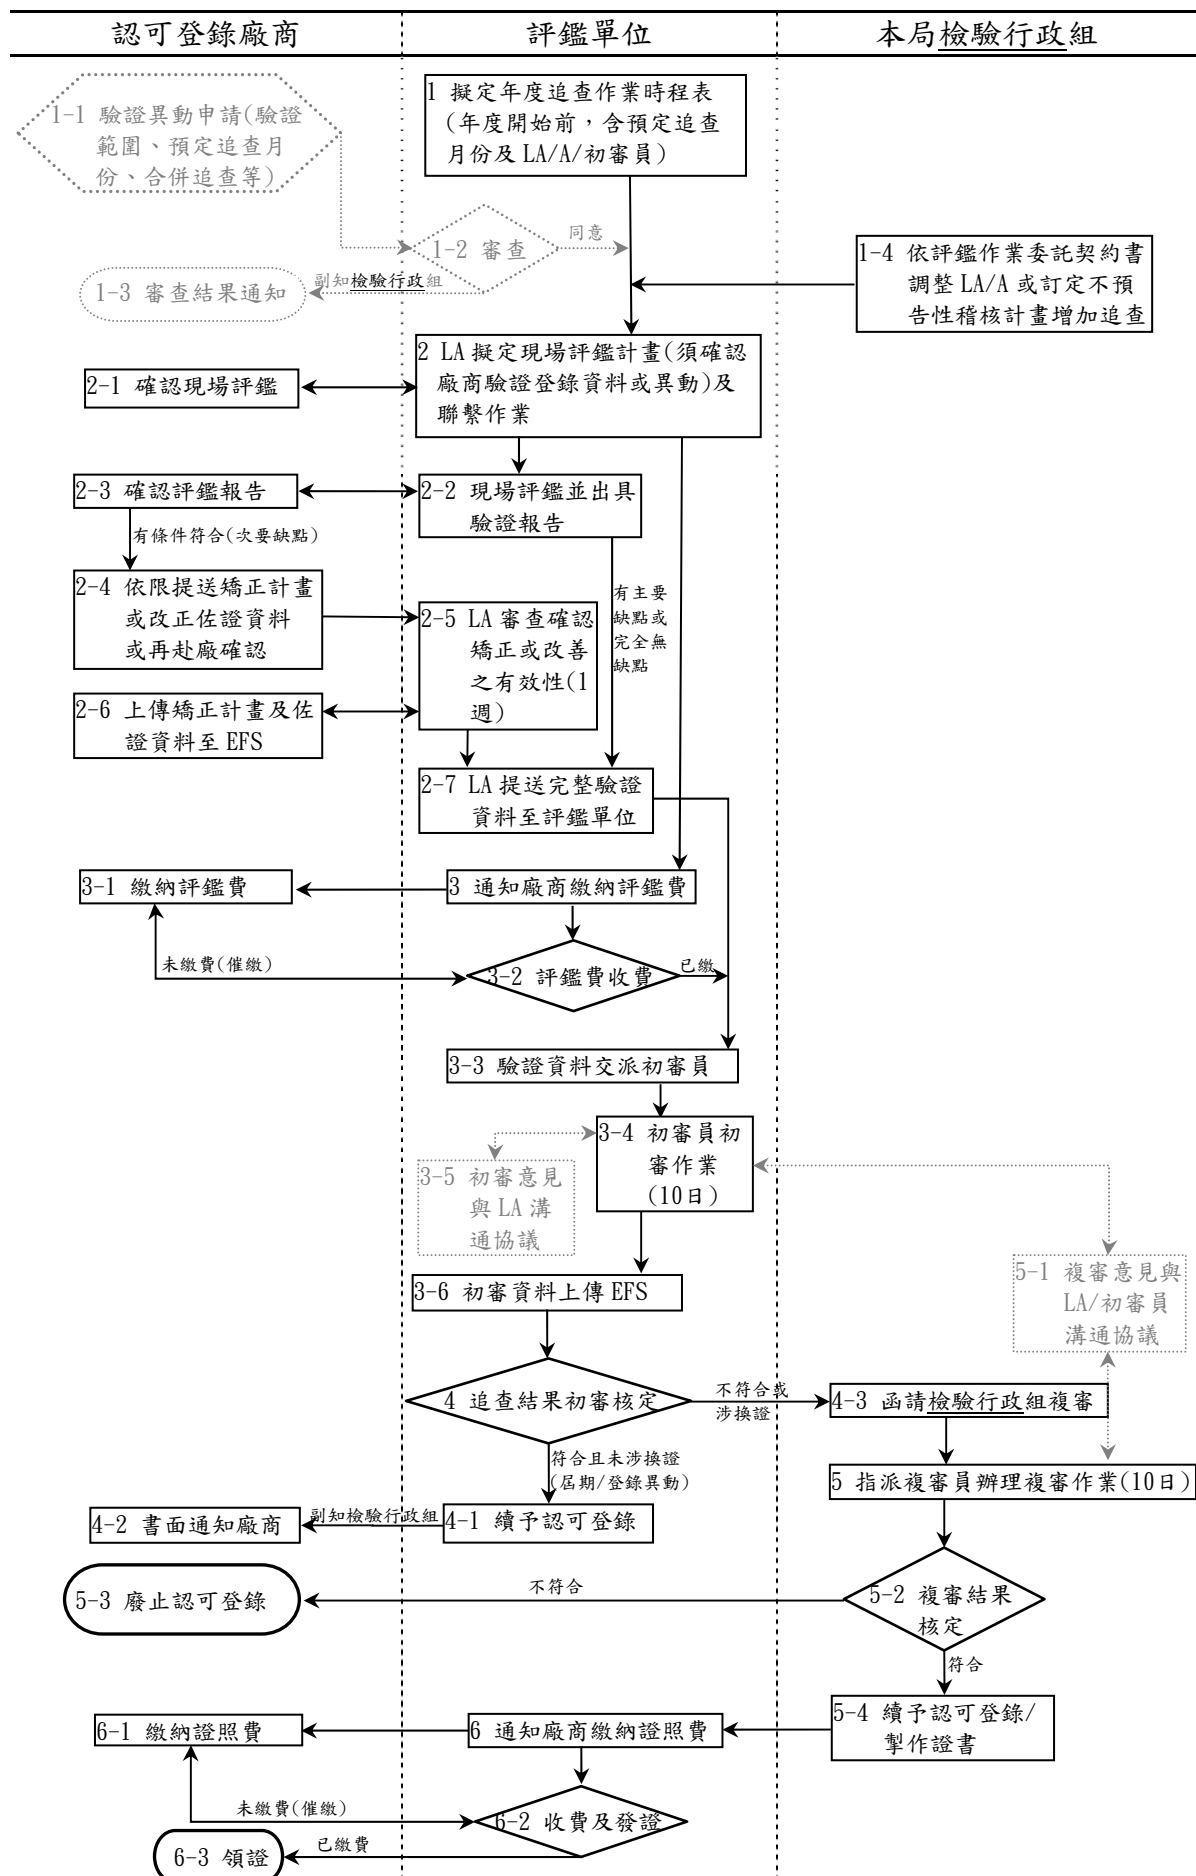 認可登錄廠商
評鑑單位
本局檢驗行政組
1-1 驗證異動申請(驗證
範圍、預定追查月
份、合併追查等)
1 擬定年度追查作業時程表
(年度開始前，含預定追查
月份及 LA/A/初審員)
1-2 審查
同意
1-3 審查結果通知
副知檢驗行政組
1-4 依評鑑作業委託契約書
調整 LA/A 或訂定不預
告性稽核計畫增加追查
2 LA 擬定現場評鑑計畫(須確認
廠商驗證登錄資料或異動)及
聯繫作業
2-1 確認現場評鑑
2-3 確認評鑑報告
2-2 現場評鑑並出具
驗證報告
有條件符合(次要缺點)
2-4 依限提送矯正計畫
或改正佐證資料
或再赴廠確認
2-5 LA 審查確認
矯正或改善
之有效性(1
週)
有主要
缺點或
完全無
缺點
2-6 上傳矯正計畫及佐
證資料至 EFS
2-7 LA 提送完整驗證
資料至評鑑單位
3-1 繳納評鑑費
3 通知廠商繳納評鑑費
未繳費(催繳)
3-2 評鑑費收費
已繳
3-3 驗證資料交派初審員
3-4 初審員初
審作業
(10日)
3-5 初審意見
與 LA 溝
通協議
3-6 初審資料上傳 EFS
5-1 複審意見與
LA/初審員
溝通協議
4 追查結果初審核定
不符合或
涉換證
4-3 函請檢驗行政組複審
符合且未涉換證
(屆期/登錄異動)
5 指派複審員辦理複審作業(10日)
4-2 書面通知廠商
副知檢驗行政組
4-1 續予認可登錄
5-3 廢止認可登錄
不符合
5-2 複審結果
核定
符合
5-4 續予認可登錄/
製作證書
6-1 繳納證照費
6 通知廠商繳納證照費
未繳費(催繳)
6-2 收費及發證
6-3 領證
已繳費